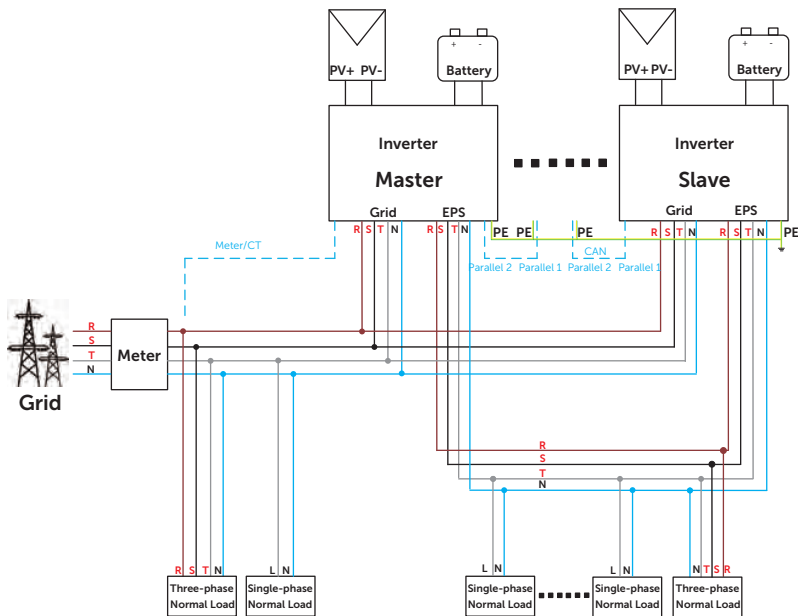 PV+ PV-
+ -
Battery
PV+ PV-
+ -
Battery
Inverter
Master
Grid EPS
R S T N R S T N
Inverter
Slave
Grid EPS
R S T N R S T N
PE PE PE PE
Meter/CT
CAN
Parallel 2 Parallel 1 Parallel 2 Parallel 1
R
S
T
N
Meter
Grid
R
S
T
N
R S T N
L N
L N
L N
N T S R
Three-phase
Normal Load
Single-phase
Normal Load
Single-phase
Normal Load
Single-phase
Normal Load
Three-phase
Normal Load